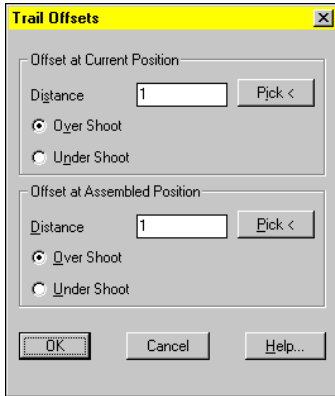 Trail Offsets
Offset at Current Position
Distance 1 Pick <
Over Shoot
Under Shoot
Offset at Assembled Position
Distance 1 Pick <
Over Shoot
Under Shoot
OK Cancel Help...